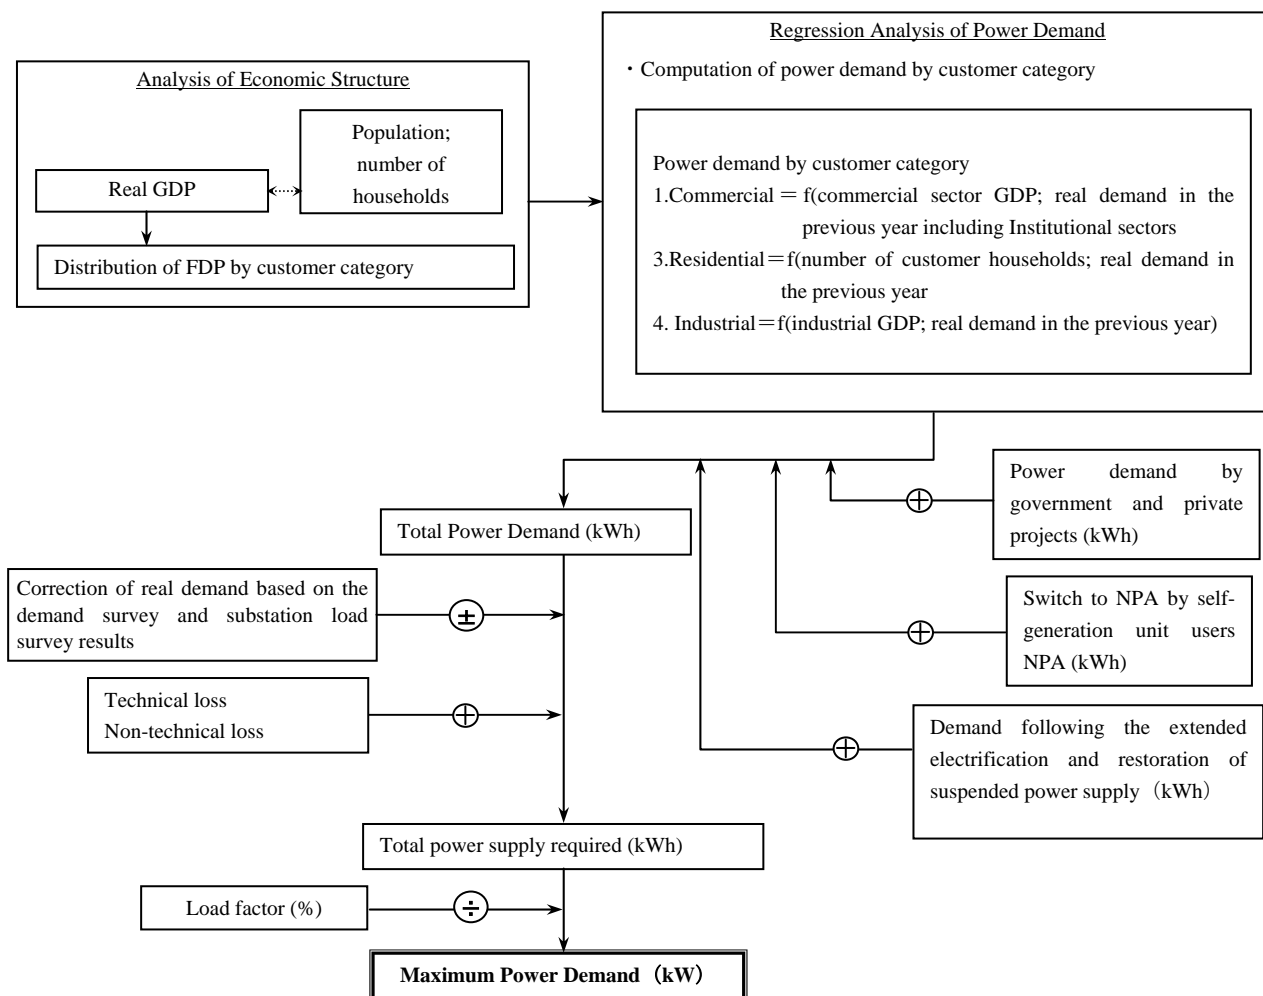 Analysis of Economic Structure
Real GDP
Population;
number of
households
Distribution of FDP by customer category
Regression Analysis of Power Demand
・Computation of power demand by customer category
Power demand by customer category
1.Commercial＝f(commercial sector GDP; real demand in the
previous year including Institutional sectors
3.Residential＝f(number of customer households; real demand in
the previous year
4. Industrial＝f(industrial GDP; real demand in the previous year)
Power demand by
government and private
projects (kWh)
+
Total Power Demand (kWh)
Correction of real demand based on the
demand survey and substation load
survey results
±
Switch to NPA by self-
generation unit users
NPA (kWh)
+
Technical loss
Non-technical loss
+
Demand following the extended
electrification and restoration of
suspended power supply（kWh）
+
Total power supply required (kWh)
Load factor (%)
÷
Maximum Power Demand（kW）